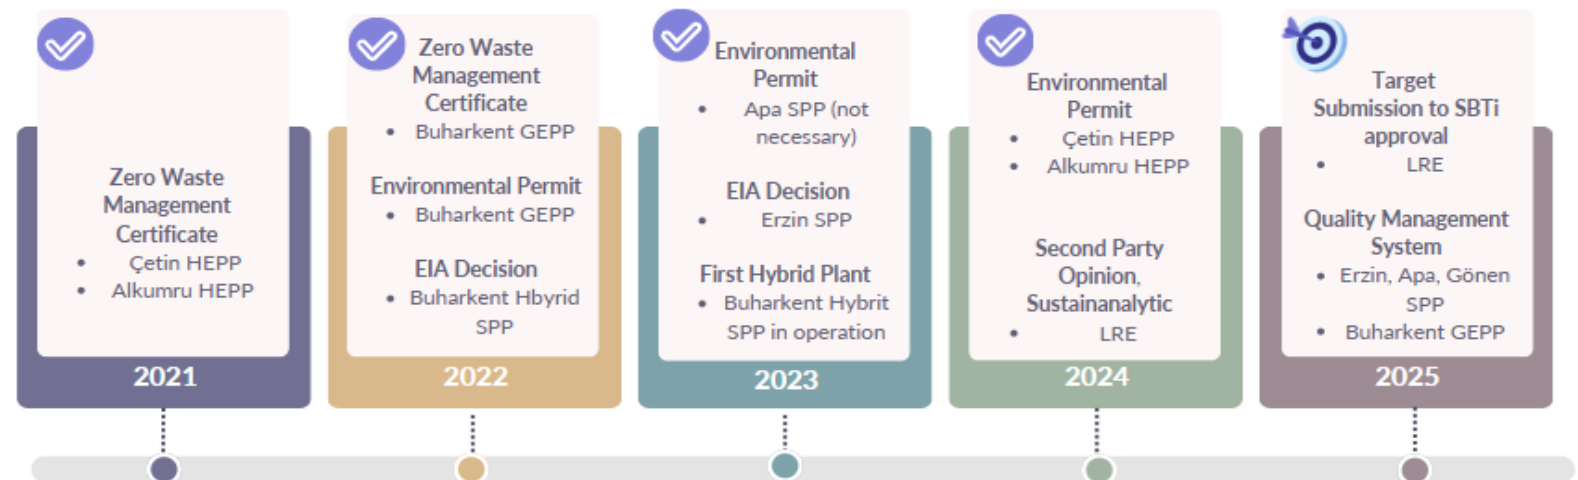 Zero Waste
Management
Certificate
• Çetin HEPP
• Alkumru HEPP
2021
Zero Waste
Management
Certificate
• Buharkent GEPP
Environmental Permit
• Buharkent GEPP
EIA Decision
• Buharkent Hbyrid
SPP
2022
Environmental
Permit
• Apa SPP (not
necessary)
EIA Decision
• Erzin SPP
First Hybrid Plant
• Buharkent Hybrit
SPP in operation
2023
Environmental
Permit
• Çetin HEPP
• Alkumru HEPP
Second Party
Opinion,
Sustainanalytic
• LRE
2024
Target
Submission to SBTi
approval
• LRE
Quality Management
System
• Erzin, Apa, Gönen
SPP
• Buharkent GEPP
2025